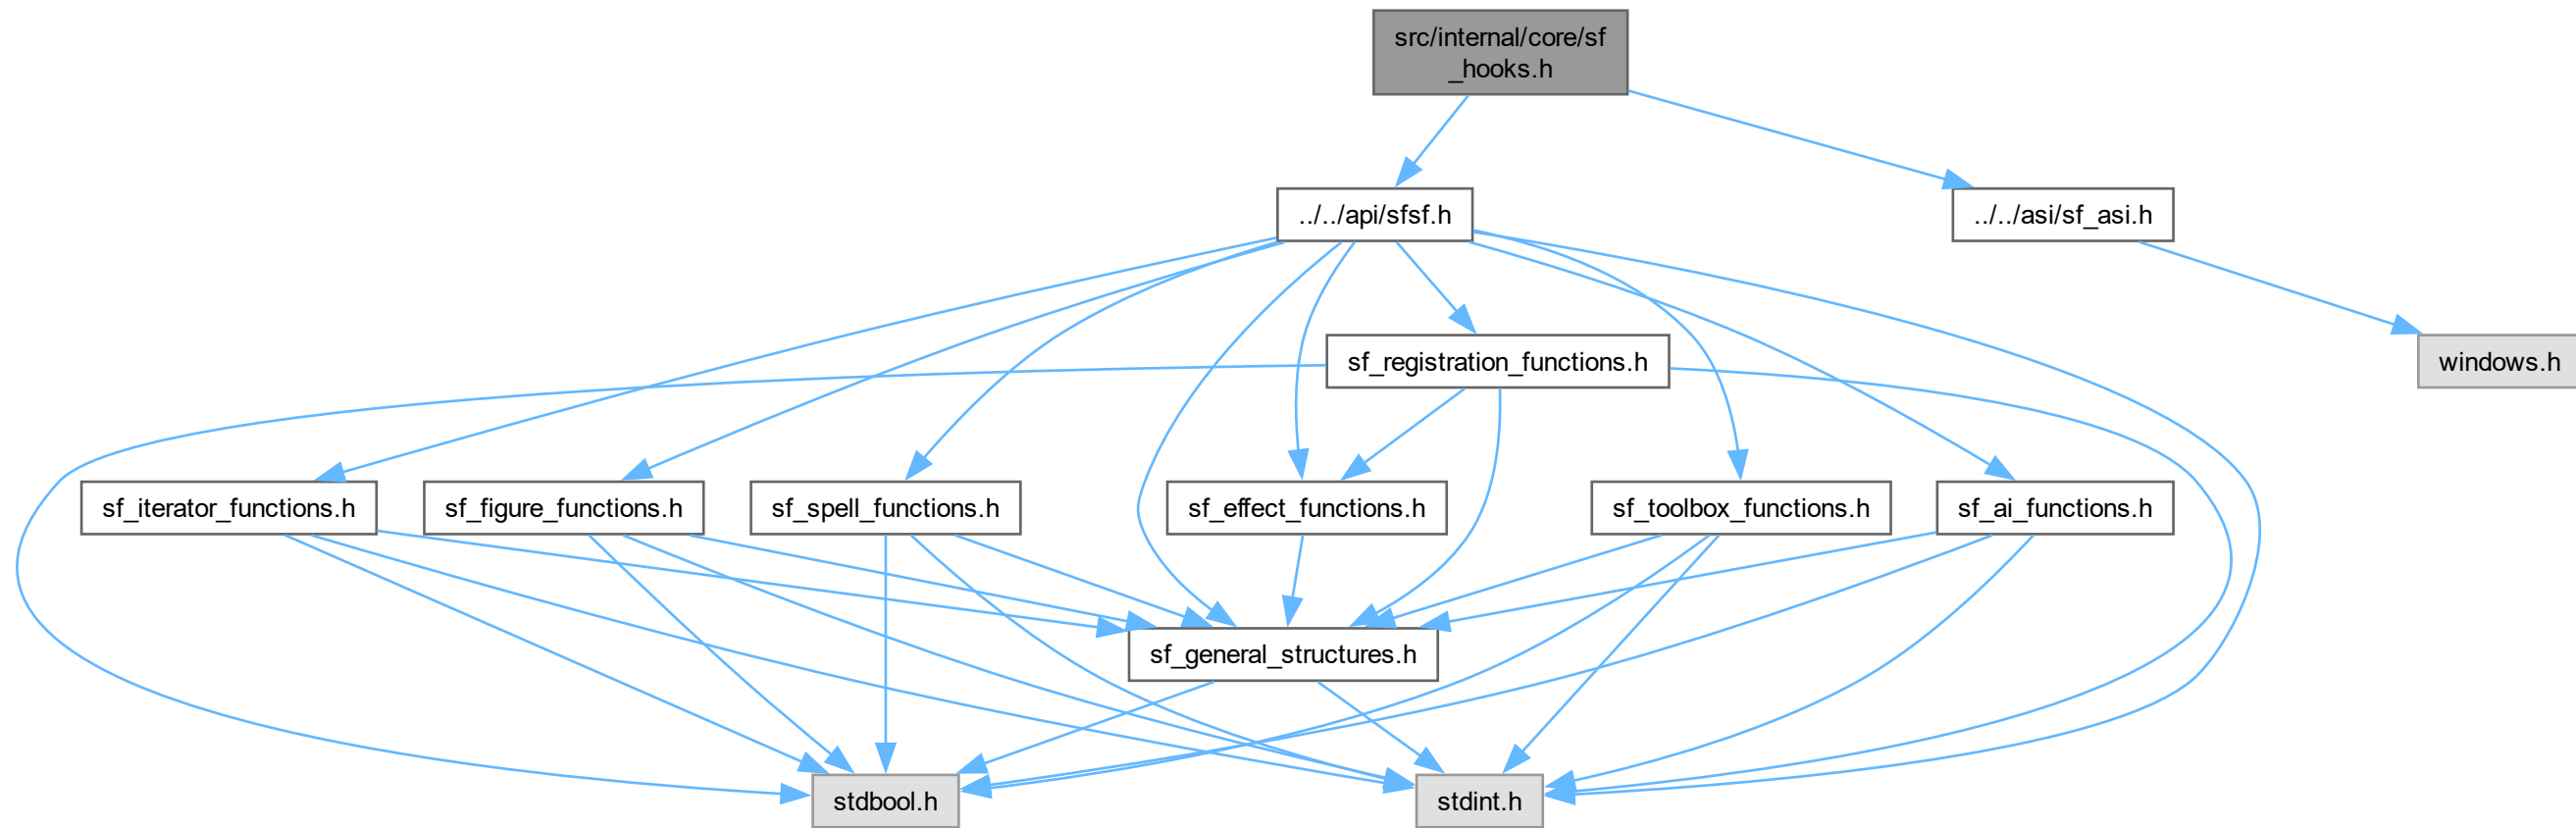 src/internal/core/sf
_hooks.h
../../api/sfsf.h
../../asi/sf_asi.h
sf_registration_functions.h
windows.h
sf_iterator_functions.h
sf_figure_functions.h
sf_spell_functions.h
sf_effect_functions.h
sf_toolbox_functions.h
sf_ai_functions.h
sf_general_structures.h
stdbool.h
stdint.h